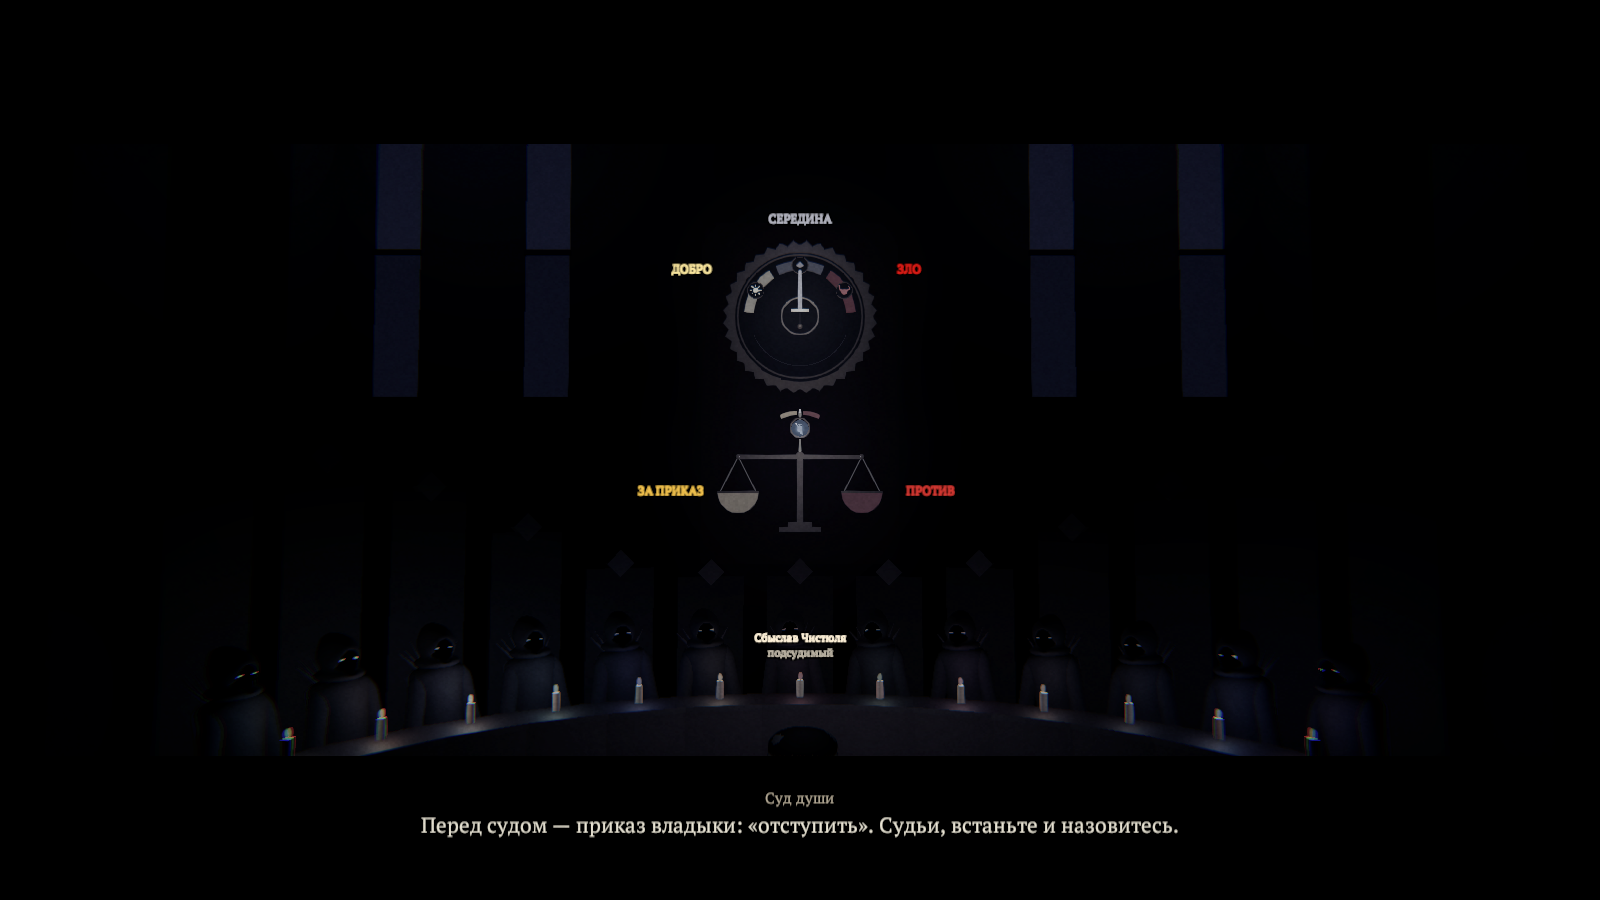 СЕРЕДИНА
ДОБРО
ЗЛО
ЗА ПРИКАЗ
ПРОТИВ
Сбыслав Чистюля
подсудимый
Суд души
Перед судом — приказ владыки: «отступить». Судьи, встаньте и назовитесь.